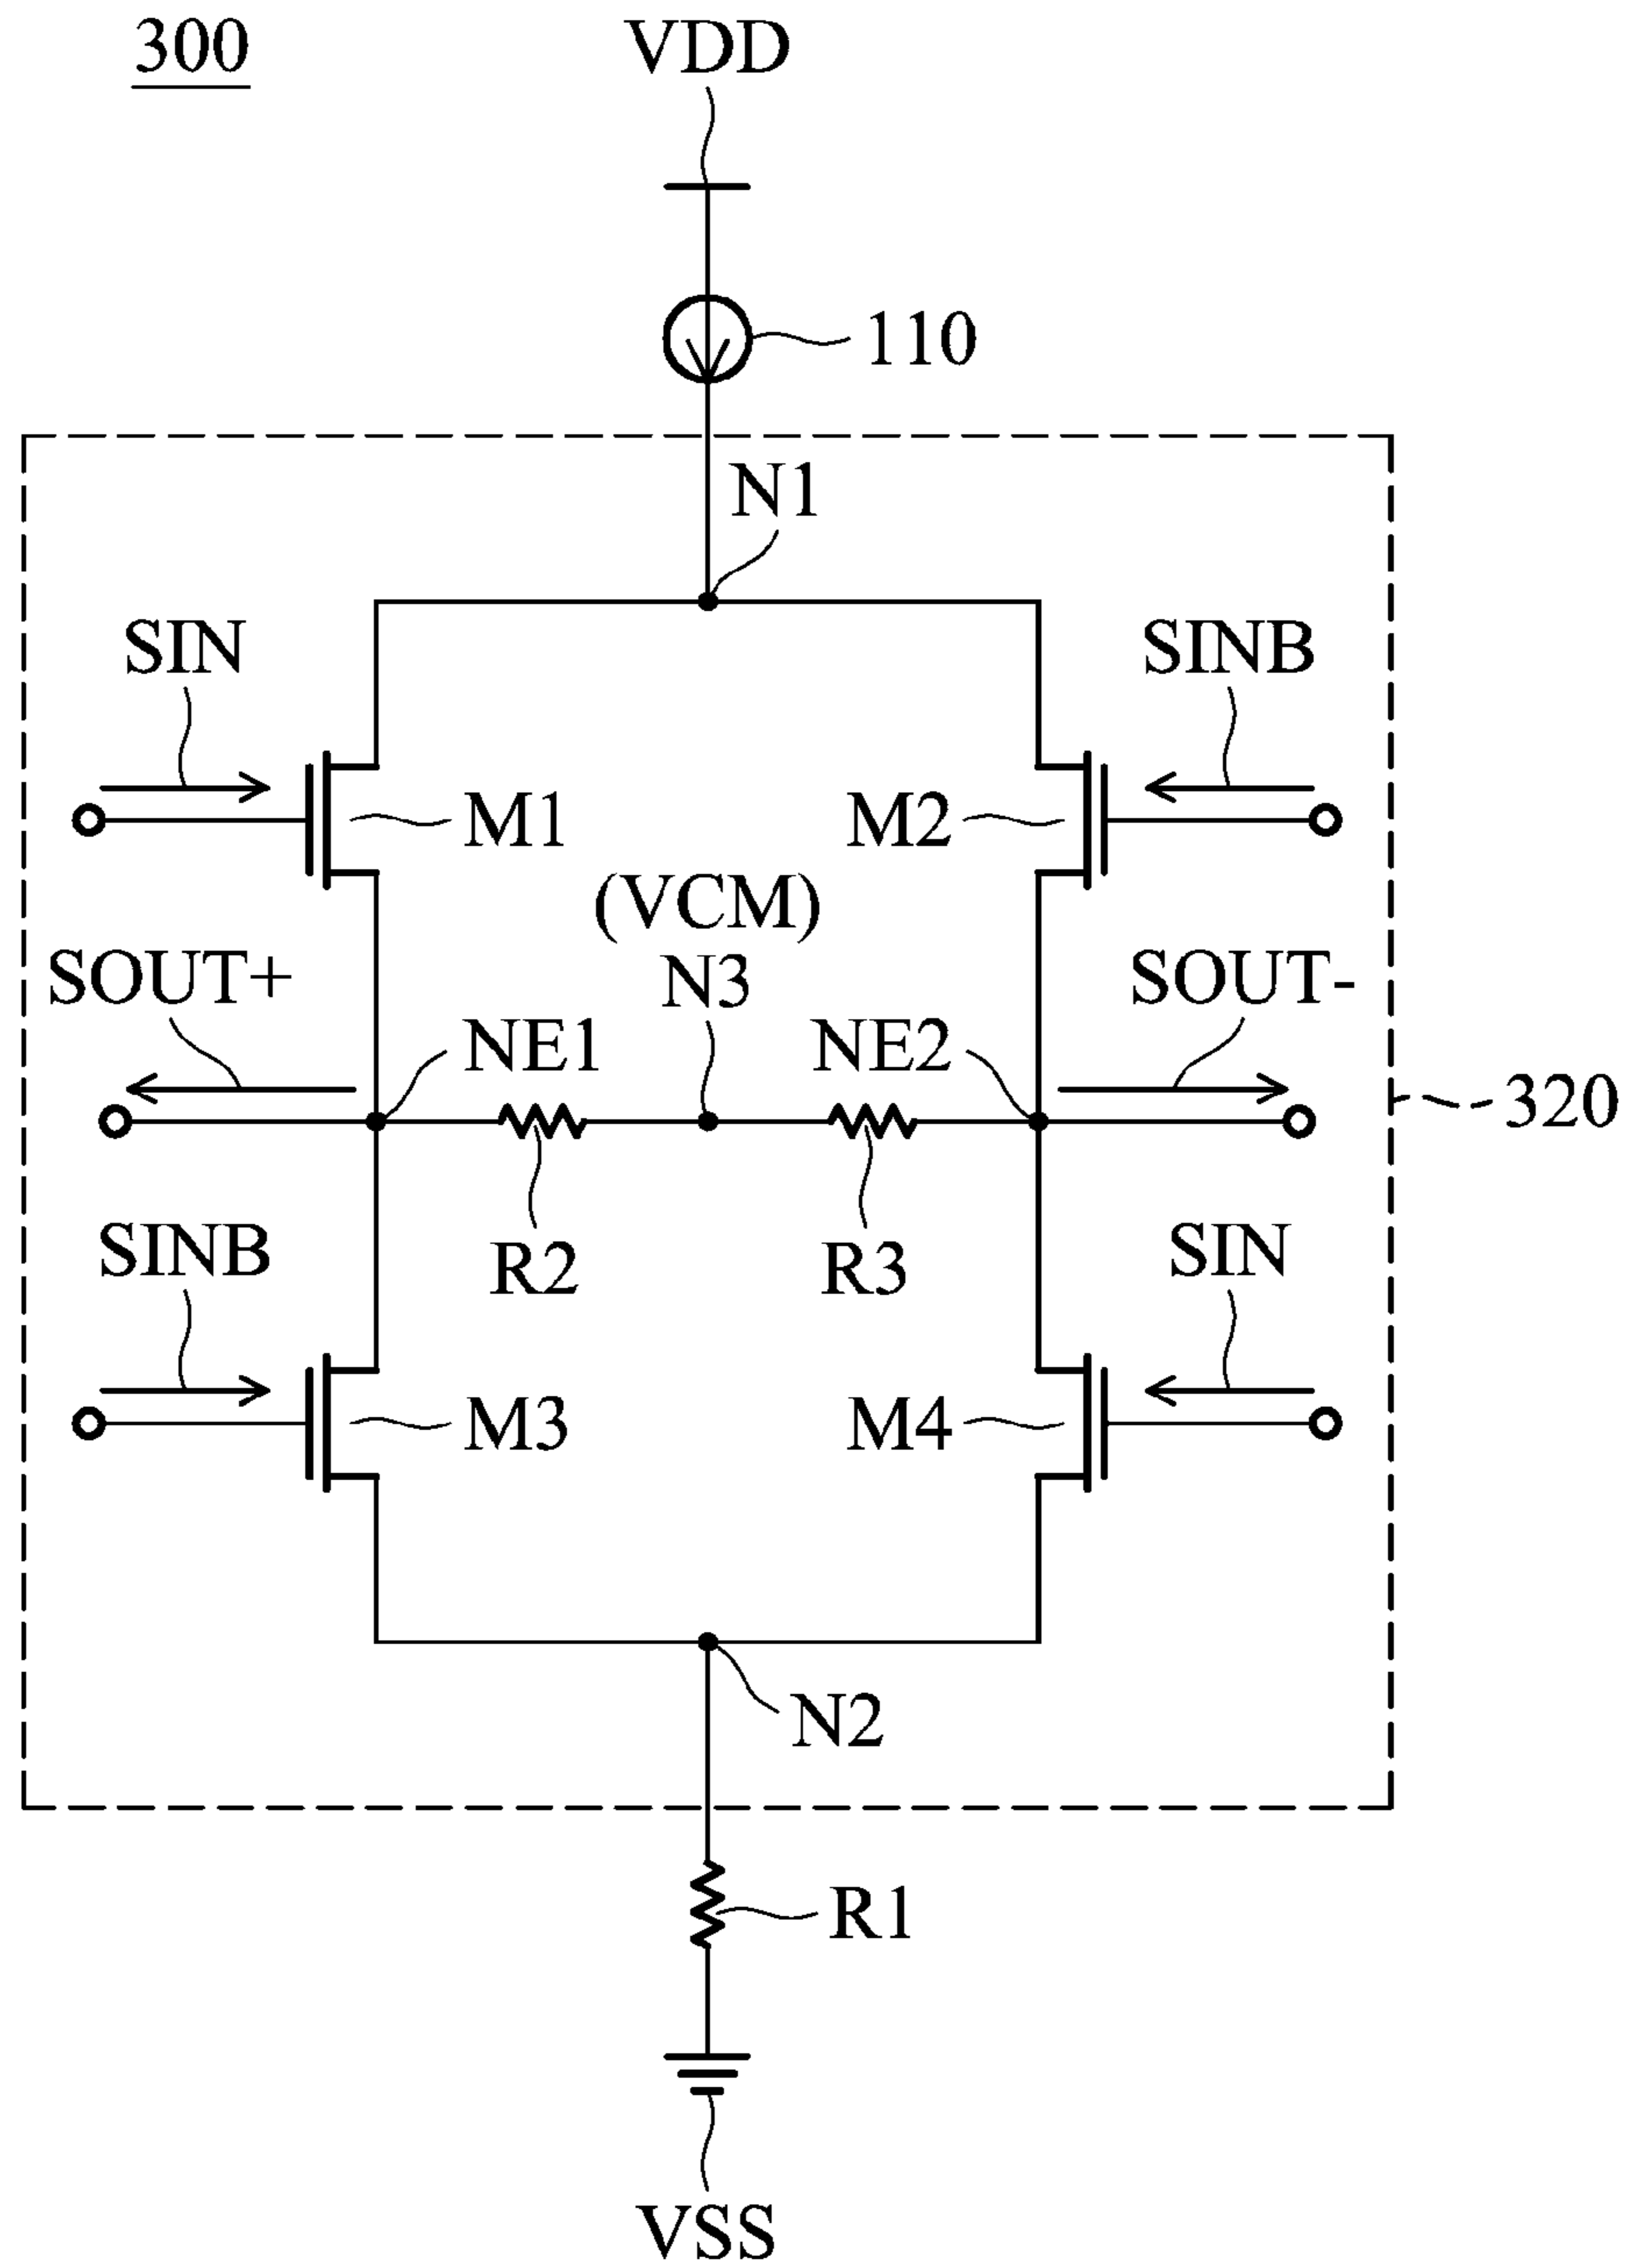 300
VDD
110
N1
SIN
SINB
M1
M2
(VCM)
SOUT+
N3
SOUT-
NE1
NE2
320
SINB
R2
R3
SIN
M3
M4
N2
R1
VSS